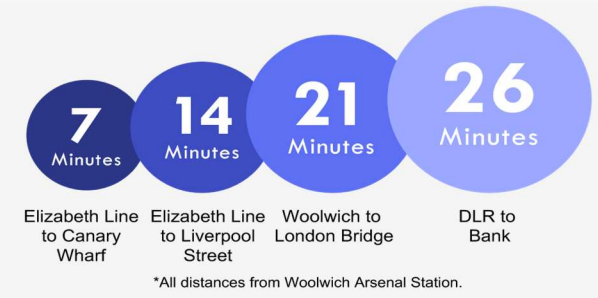 7
Minutes
14
Minutes
21
Minutes
26
Minutes
Elizabeth Line
to Canary
Wharf
Elizabeth Line
to Liverpool
Street
Woolwich to
London Bridge
DLR to
Bank
*All distances from Woolwich Arsenal Station.